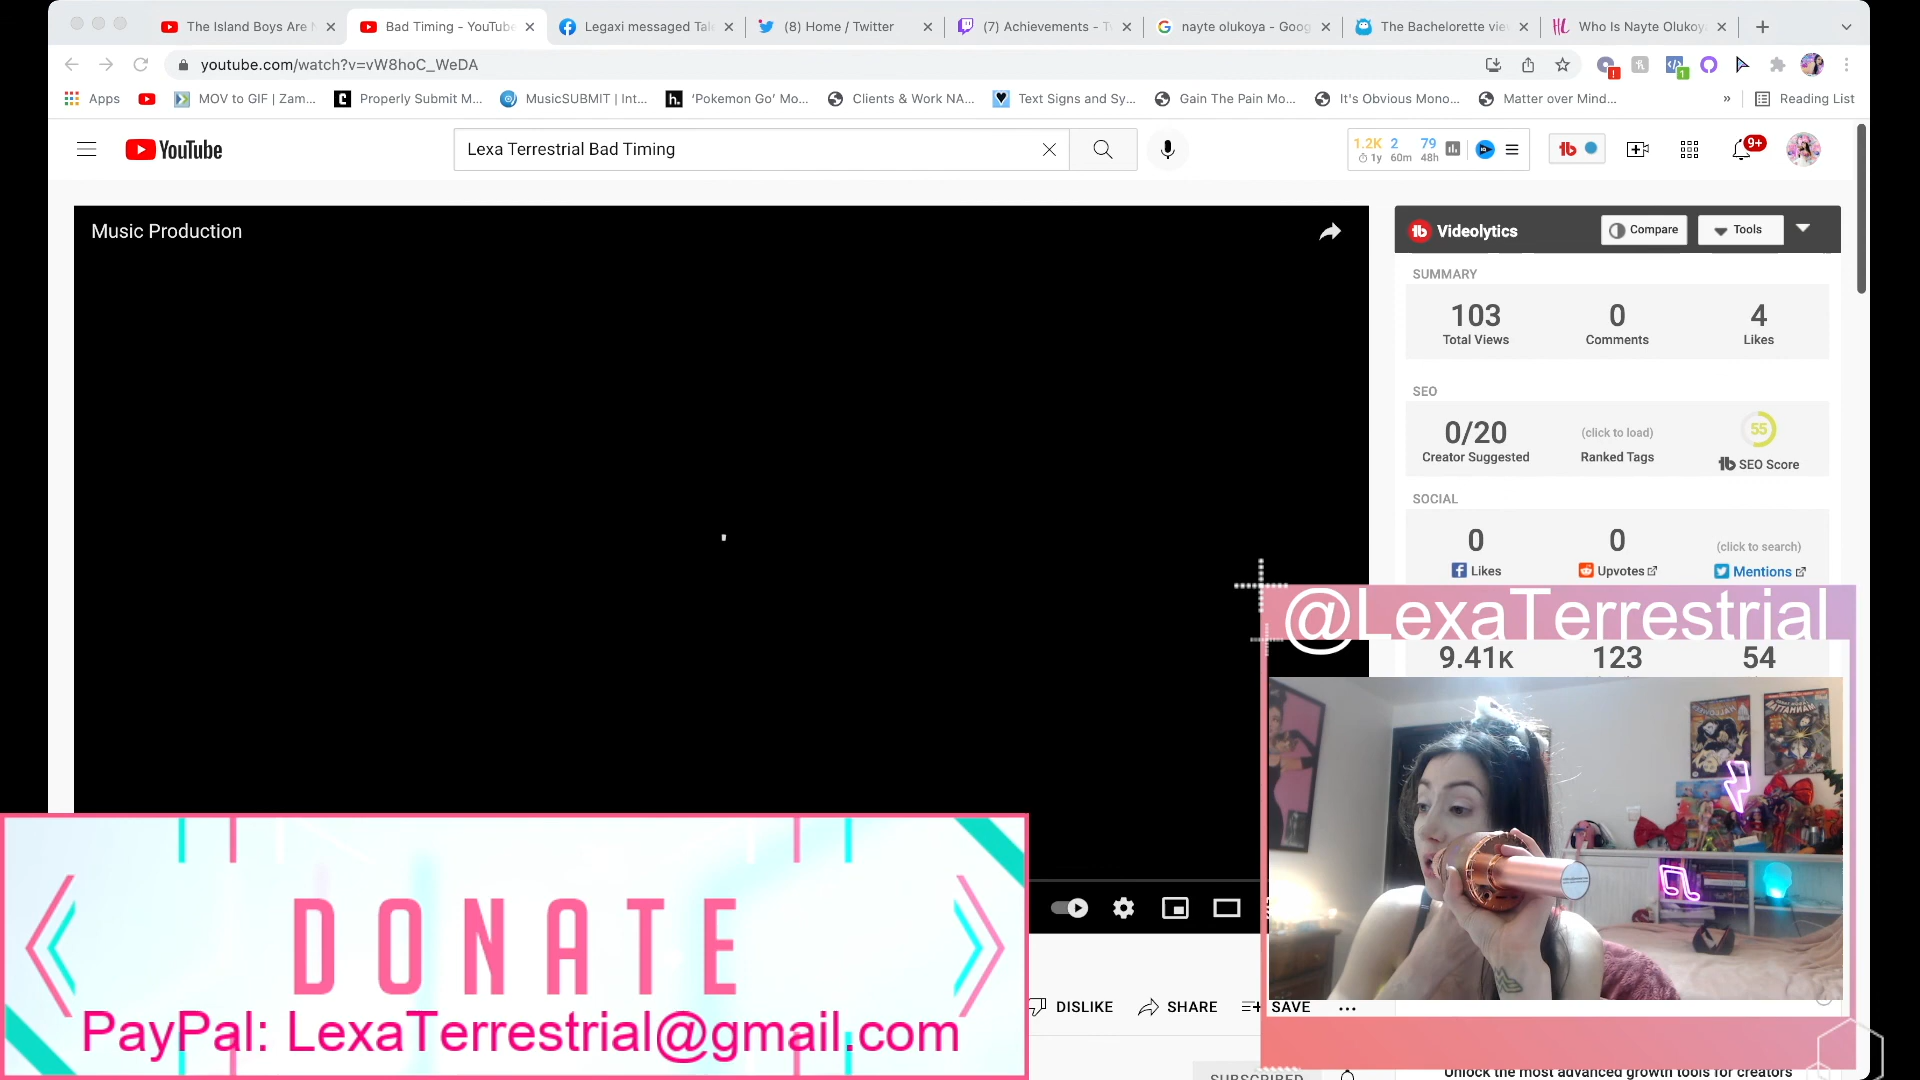 The Island Boys Are
Bad Timing - YouTube
Legaxi messaged Tale
(8) Home / Twitter
(7) Achievements - Tw
nayte olukoya - Goog
The Bachelorette view
Who Is Nayte Olukoy
youtube.com/watch?v=vW8hoC_WeDA
Apps
MOV to GIF | Zam...
Properly Submit M...
MusicSUBMIT | Int...
'Pokemon Go' Mo...
Clients & Work NA...
Text Signs and Sy...
Gain The Pain Mo...
It's Obvious Mono...
Matter over Mind...
»
Reading List
YouTube
Lexa Terrestrial Bad Timing
1.2K 2 79
1y 60m 48h
9+
Music Production
Videolytics
Compare
Tools
SUMMARY
103 0 4
Total Views Comments Likes
SEO
0/20 (click to load) 55
Creator Suggested Ranked Tags SEO Score
SOCIAL
0 0 (click to search)
Likes Upvotes Mentions
@LexaTerrestrial
9.41K 123 54
DONATE
PayPal: LexaTerrestrial@gmail.com
DISLIKE SHARE SAVE ...
SUBSCRIBED
Unlock the most advanced growth tools for creators